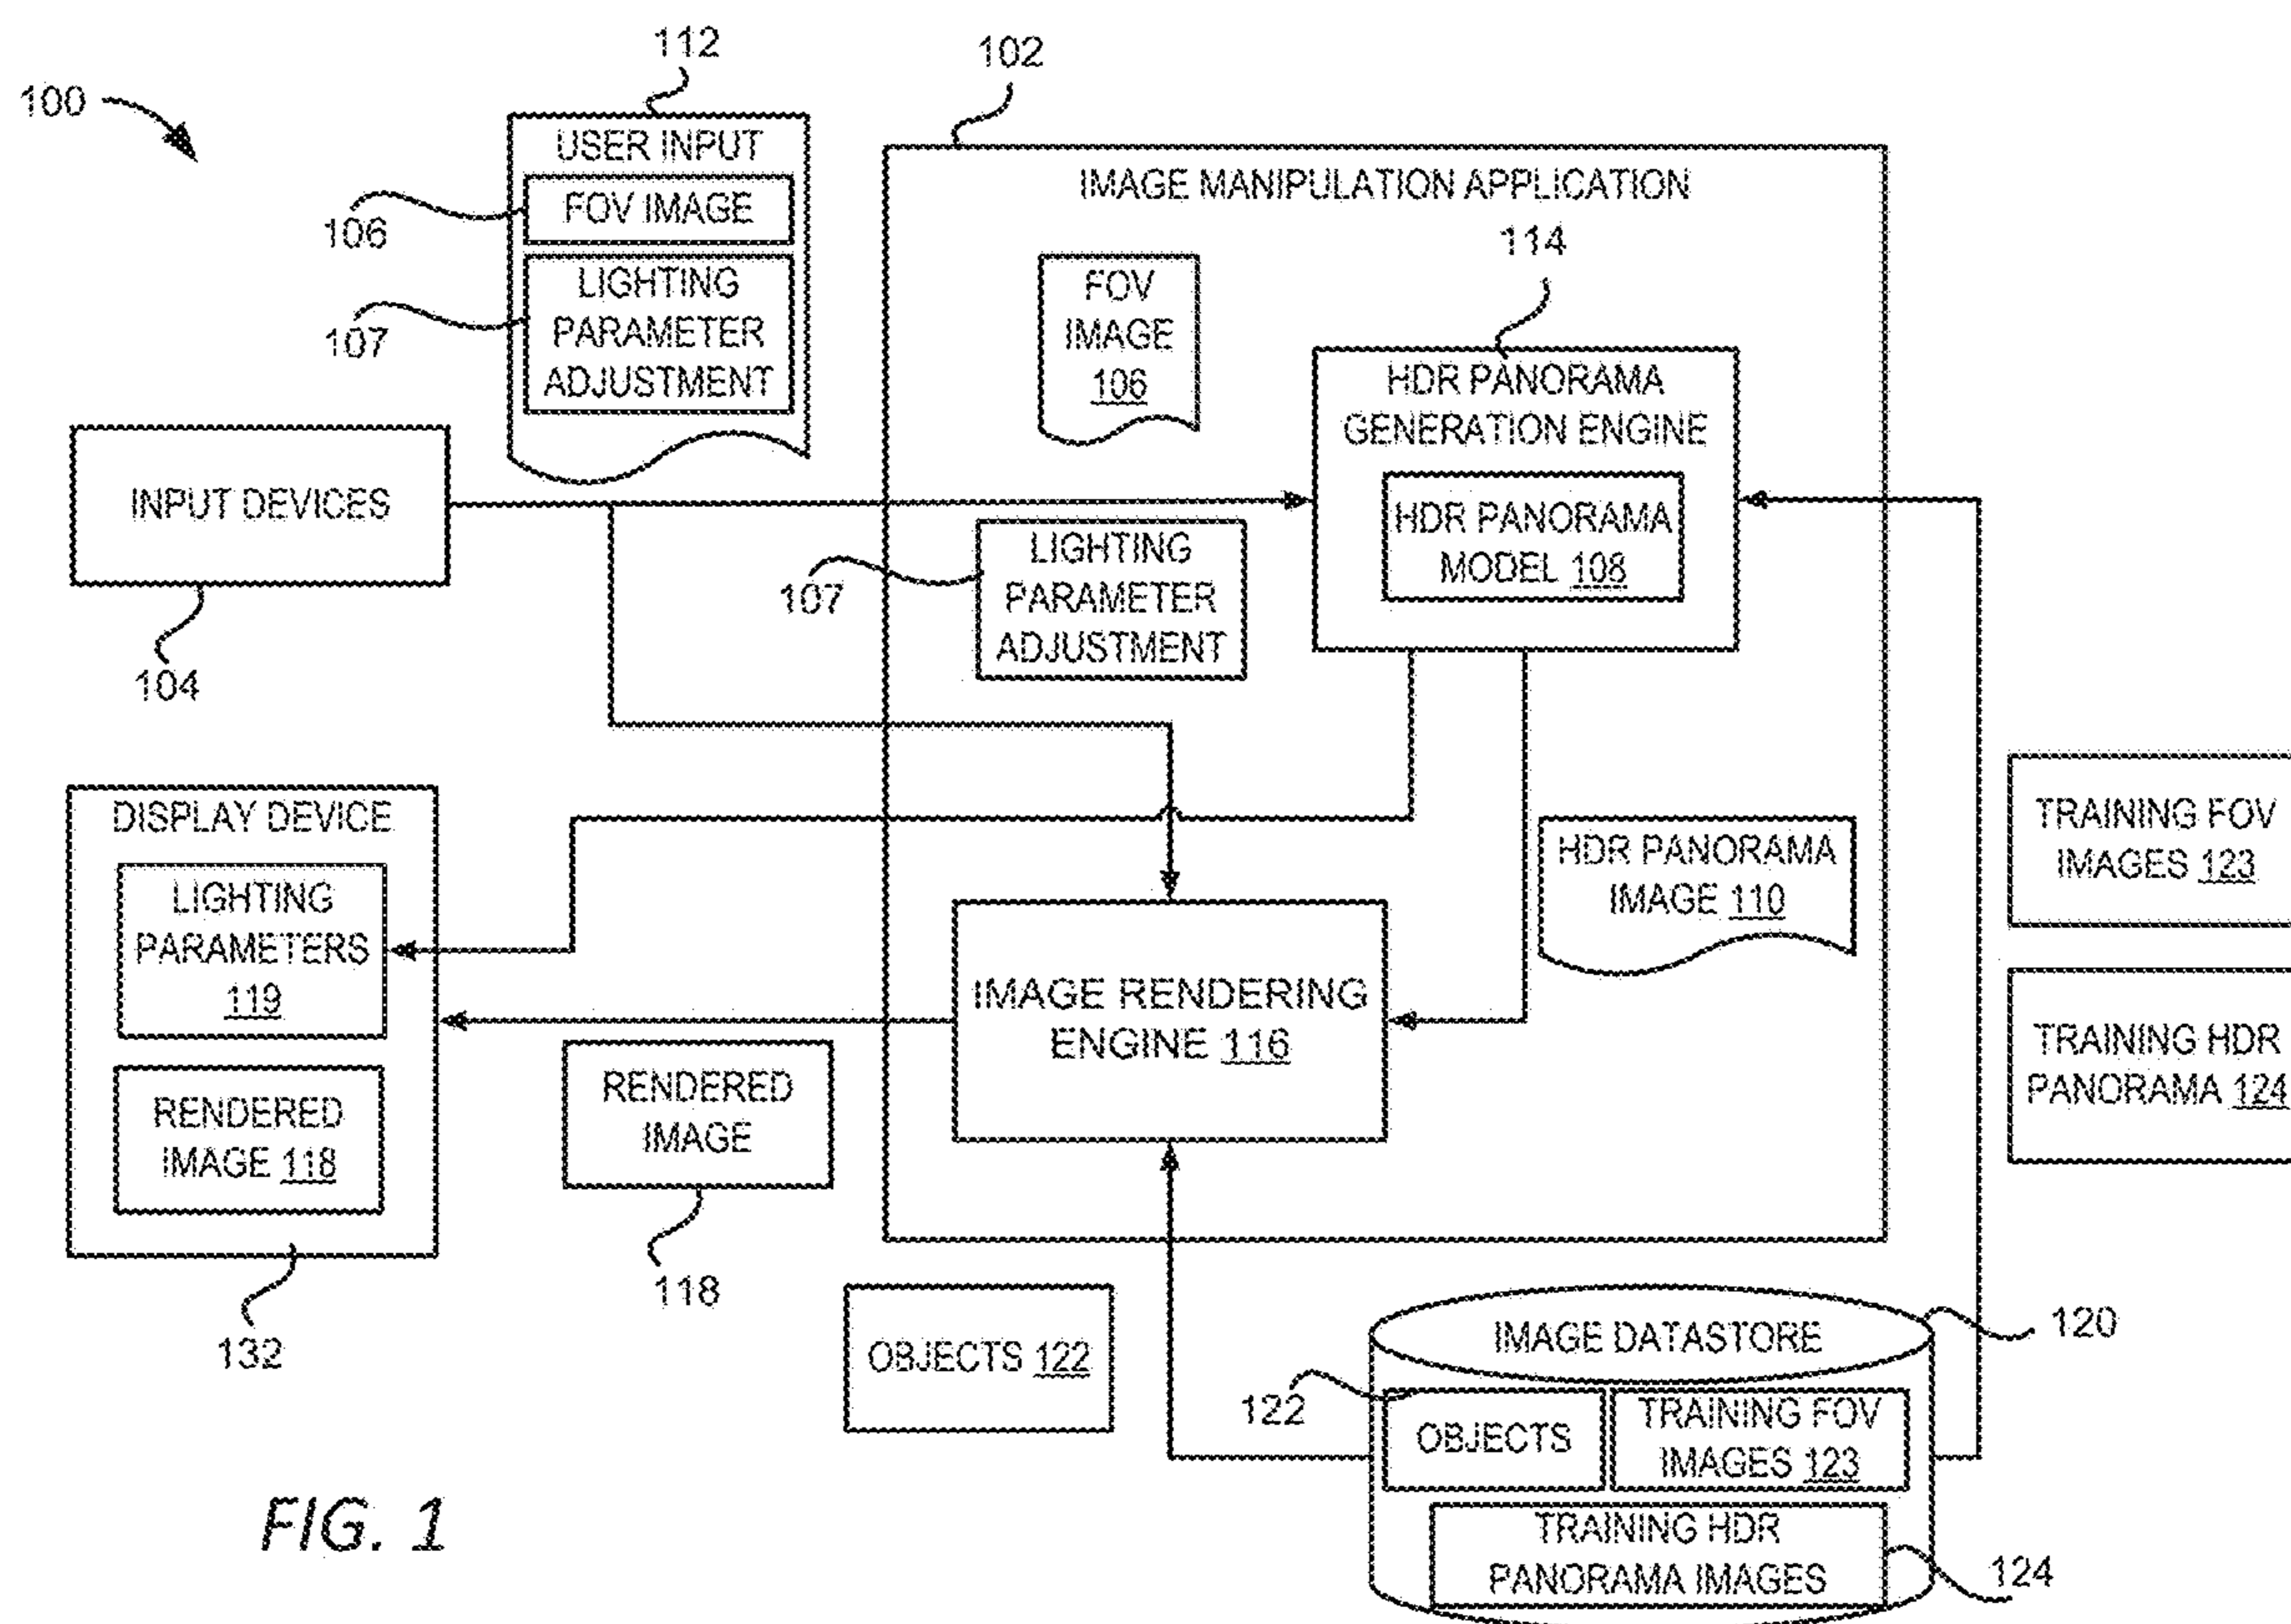 100
112
USER INPUT
FOV IMAGE
106
LIGHTING
PARAMETER
ADJUSTMENT
107
102
IMAGE MANIPULATION APPLICATION
FOV
IMAGE
106
114
HDR PANORAMA
GENERATION ENGINE
HDR PANORAMA
MODEL 108
INPUT DEVICES
104
LIGHTING
PARAMETER
ADJUSTMENT
107
DISPLAY DEVICE
LIGHTING
PARAMETERS
119
RENDERED
IMAGE 118
132
RENDERED
IMAGE
118
IMAGE RENDERING
ENGINE 116
HDR PANORAMA
IMAGE 110
TRAINING FOV
IMAGES 123
TRAINING HDR
PANORAMA 124
OBJECTS 122
IMAGE DATASTORE
120
122
OBJECTS
TRAINING FOV
IMAGES 123
TRAINING HDR
PANORAMA IMAGES
124
FIG. 1